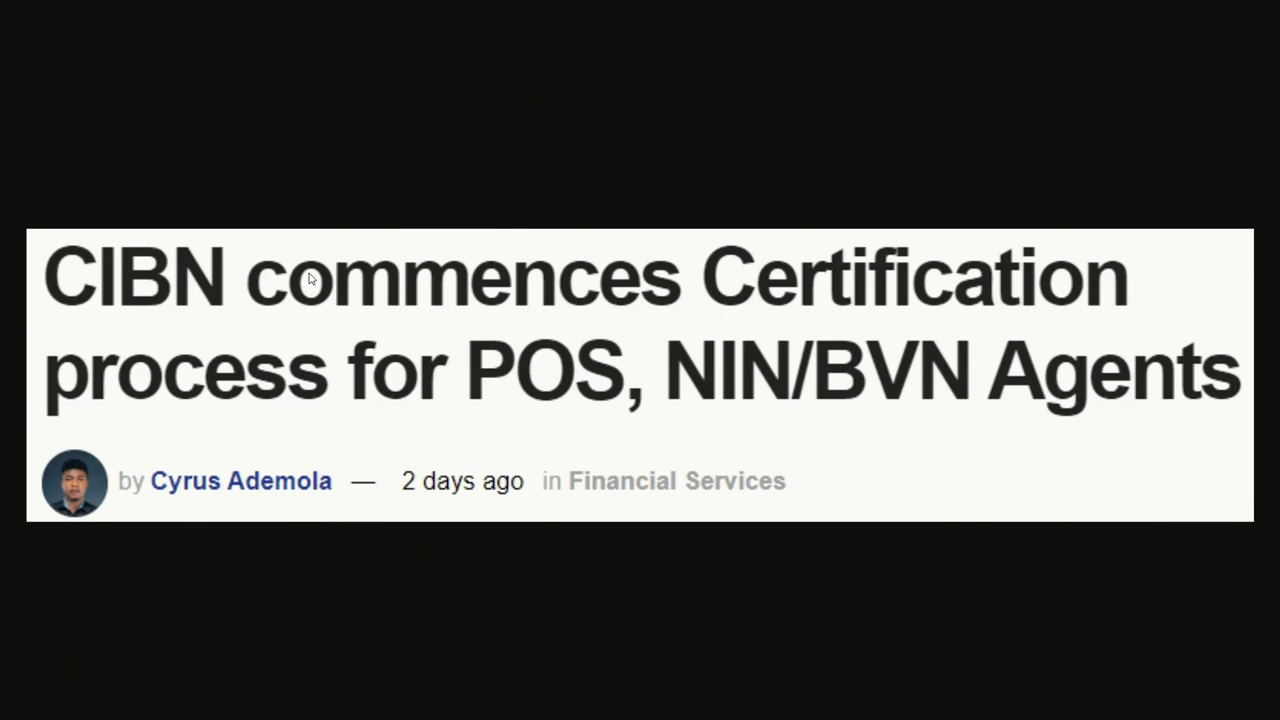 CIBN commences Certification
process for POS, NIN/BVN Agents
by Cyrus Ademola — 2 days ago in Financial Services